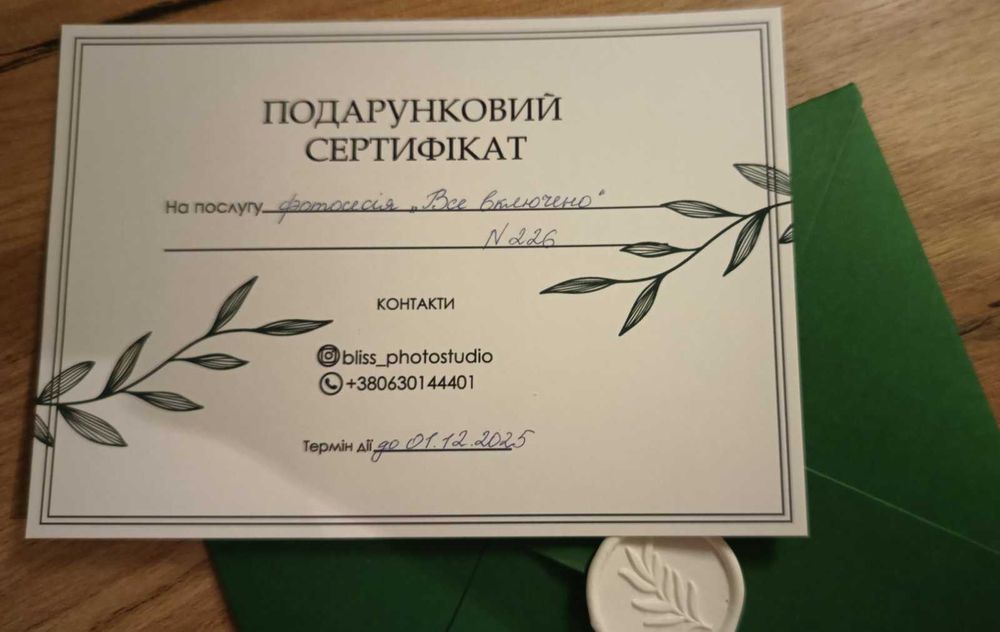 ПОДАРУНКОВИЙ
СЕРТИФІКАТ
На послугу фотосесія „Все включено"
N 226
КОНТАКТИ
bliss_photostudio
+380630144401
Термін дії до 01.12.2025